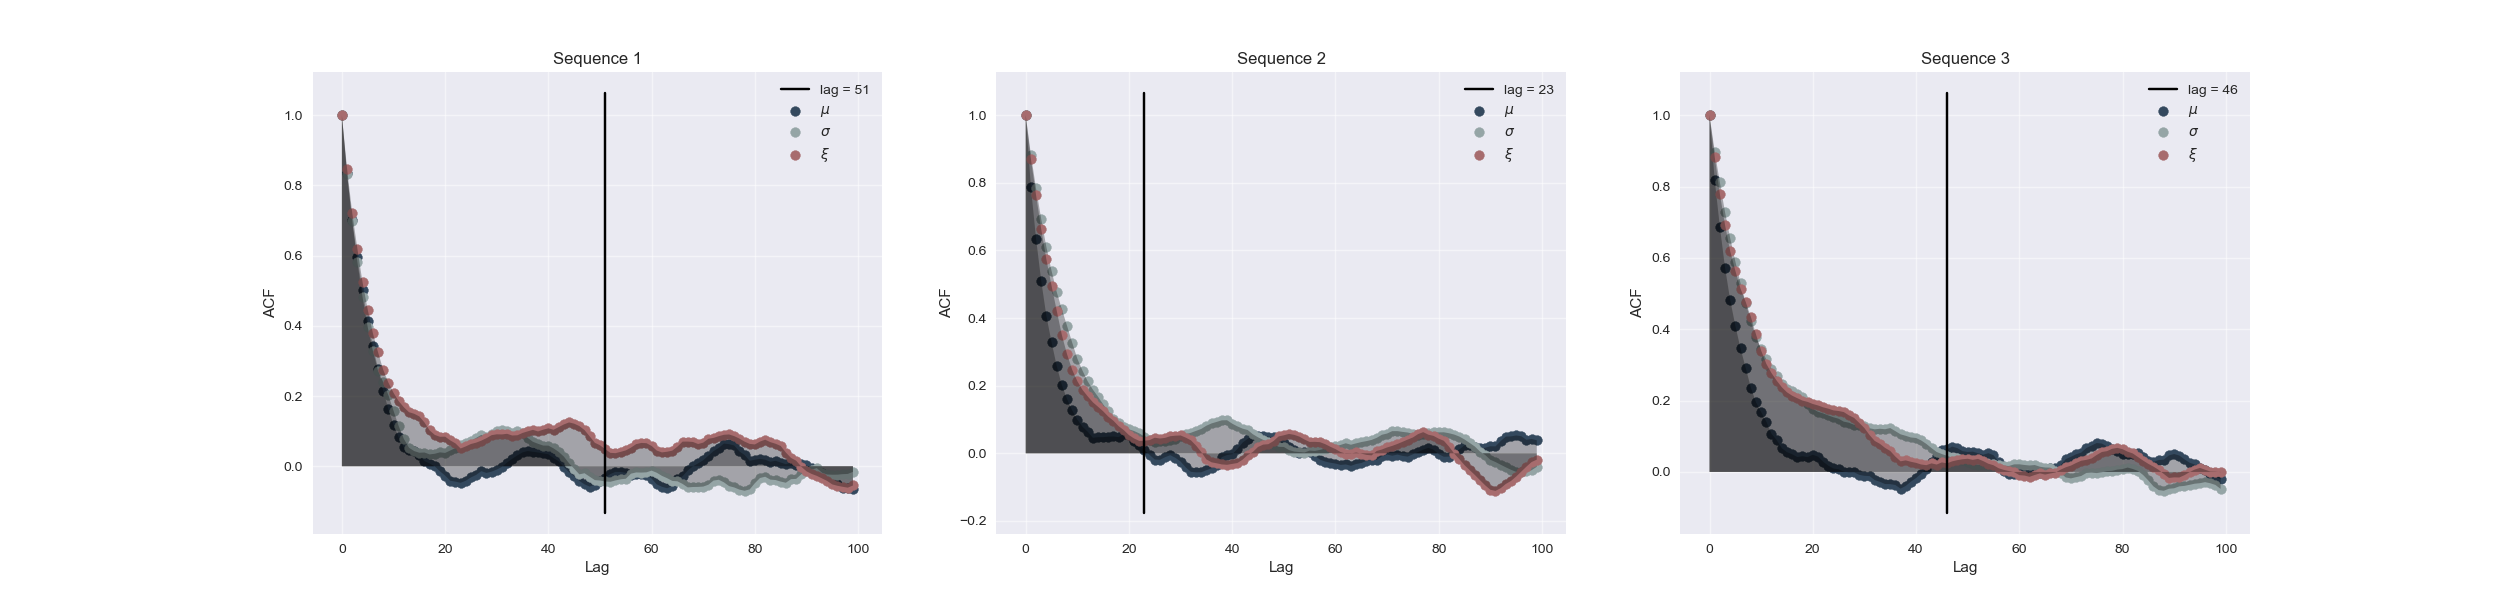 Sequence 1
lag = 51
μ
σ
ξ
1.0
0.8
0.6
0.4
0.2
0.0
ACF
0 20 40 60 80 100
Lag
Sequence 2
lag = 23
μ
σ
ξ
1.0
0.8
0.6
0.4
0.2
0.0
−0.2
ACF
0 20 40 60 80 100
Lag
Sequence 3
lag = 46
μ
σ
ξ
1.0
0.8
0.6
0.4
0.2
0.0
ACF
0 20 40 60 80 100
Lag